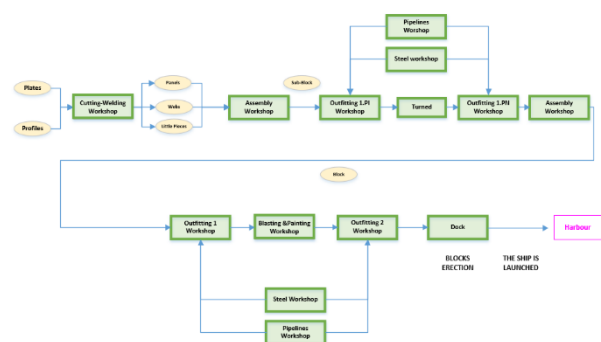 Pipelines
Worshop
Steel workshop
Plates
Profiles
Cutting-Welding
Workshop
Panels
Webs
Little Pieces
Assembly
Workshop
Sub-Block
Outfitting 1.PI
Workshop
Turned
Outfitting 1.PN
Workshop
Assembly
Workshop
Block
Outfitting 1
Workshop
Blasting &Painting
Workshop
Outfitting 2
Workshop
Dock
Harbour
BLOCKS
ERECTION
THE SHIP IS
LAUNCHED
Steel Workshop
Pipelines
Workshop